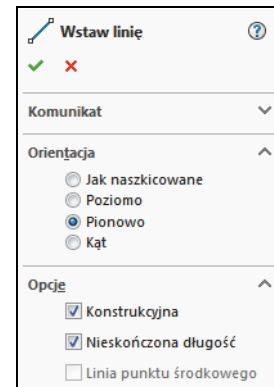 Wstaw linię
Komunikat
Orientacja
Jak naszkicowane
Poziomo
Pionowo
Kąt
Opcje
Konstrukcyjna
Nieskończona długość
Linia punktu środkowego